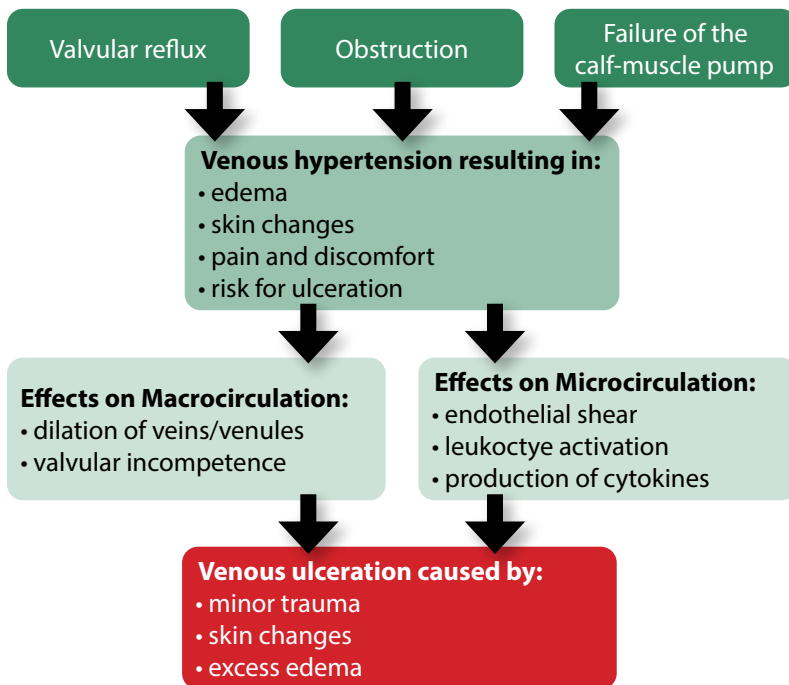 Valvular reflux
Obstruction
Failure of the
calf-muscle pump
Venous hypertension resulting in:
• edema
• skin changes
• pain and discomfort
• risk for ulceration
Effects on Macrocirculation:
• dilation of veins/venules
• valvular incompetence
Effects on Microcirculation:
• endothelial shear
• leukoctye activation
• production of cytokines
Venous ulceration caused by:
• minor trauma
• skin changes
• excess edema